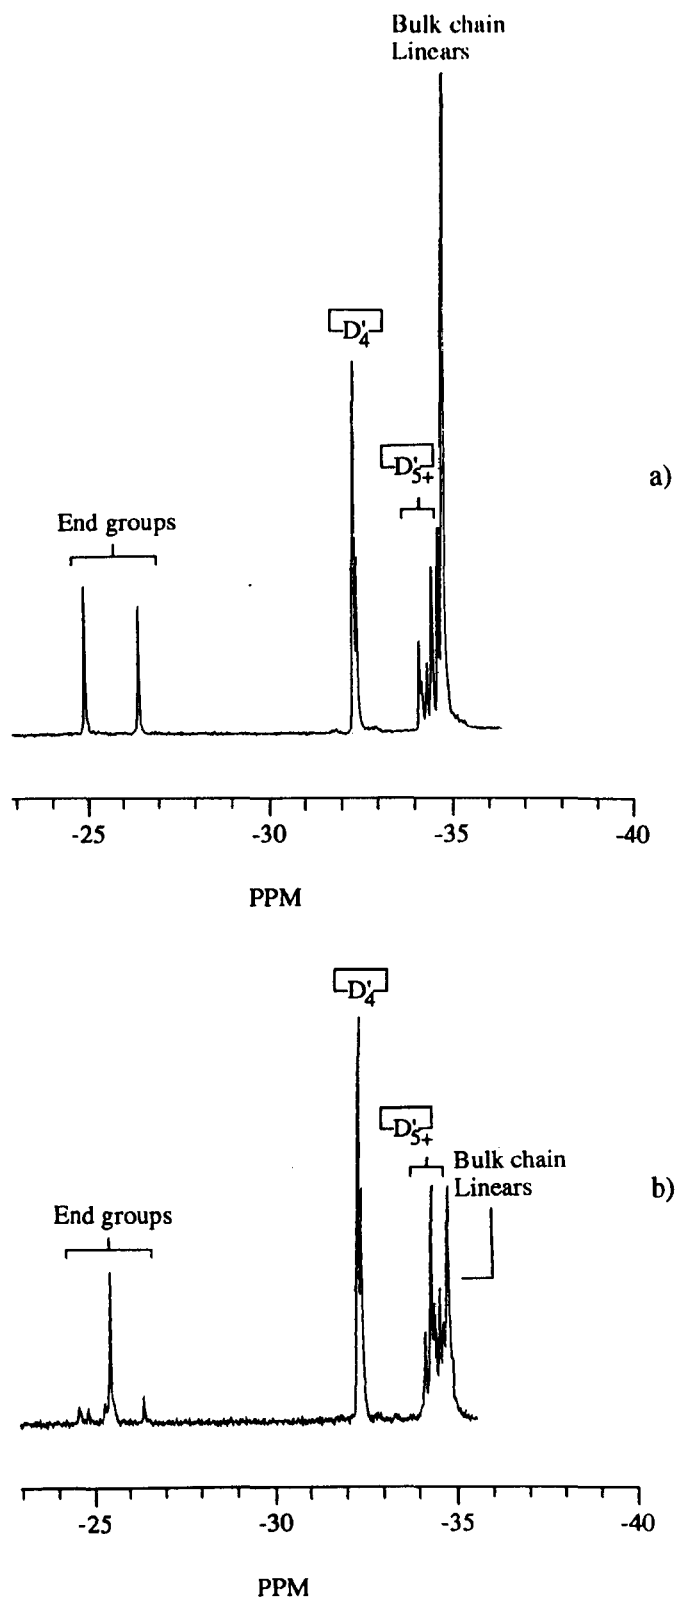 Bulk chain
Linears
D'4
D'5+
a)
End groups
-25
-30
-35
-40
PPM
D'4
D'5+
Bulk chain
Linears
b)
End groups
-25
-30
-35
-40
PPM